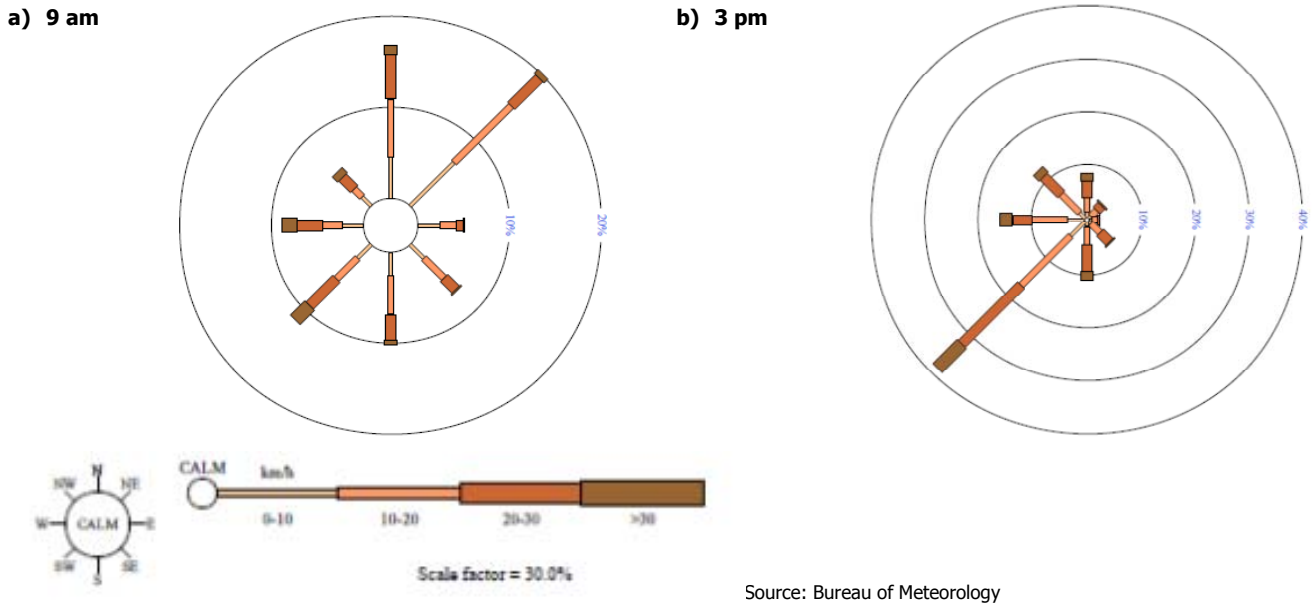 a) 9 am
b) 3 pm
10%
20%
10%
20%
30%
40%
N
NW
NE
W
CALM
E
SW
SE
S
CALM
km/h
0-10
10-20
20-30
>30
Scale factor = 30.0%
Source: Bureau of Meteorology